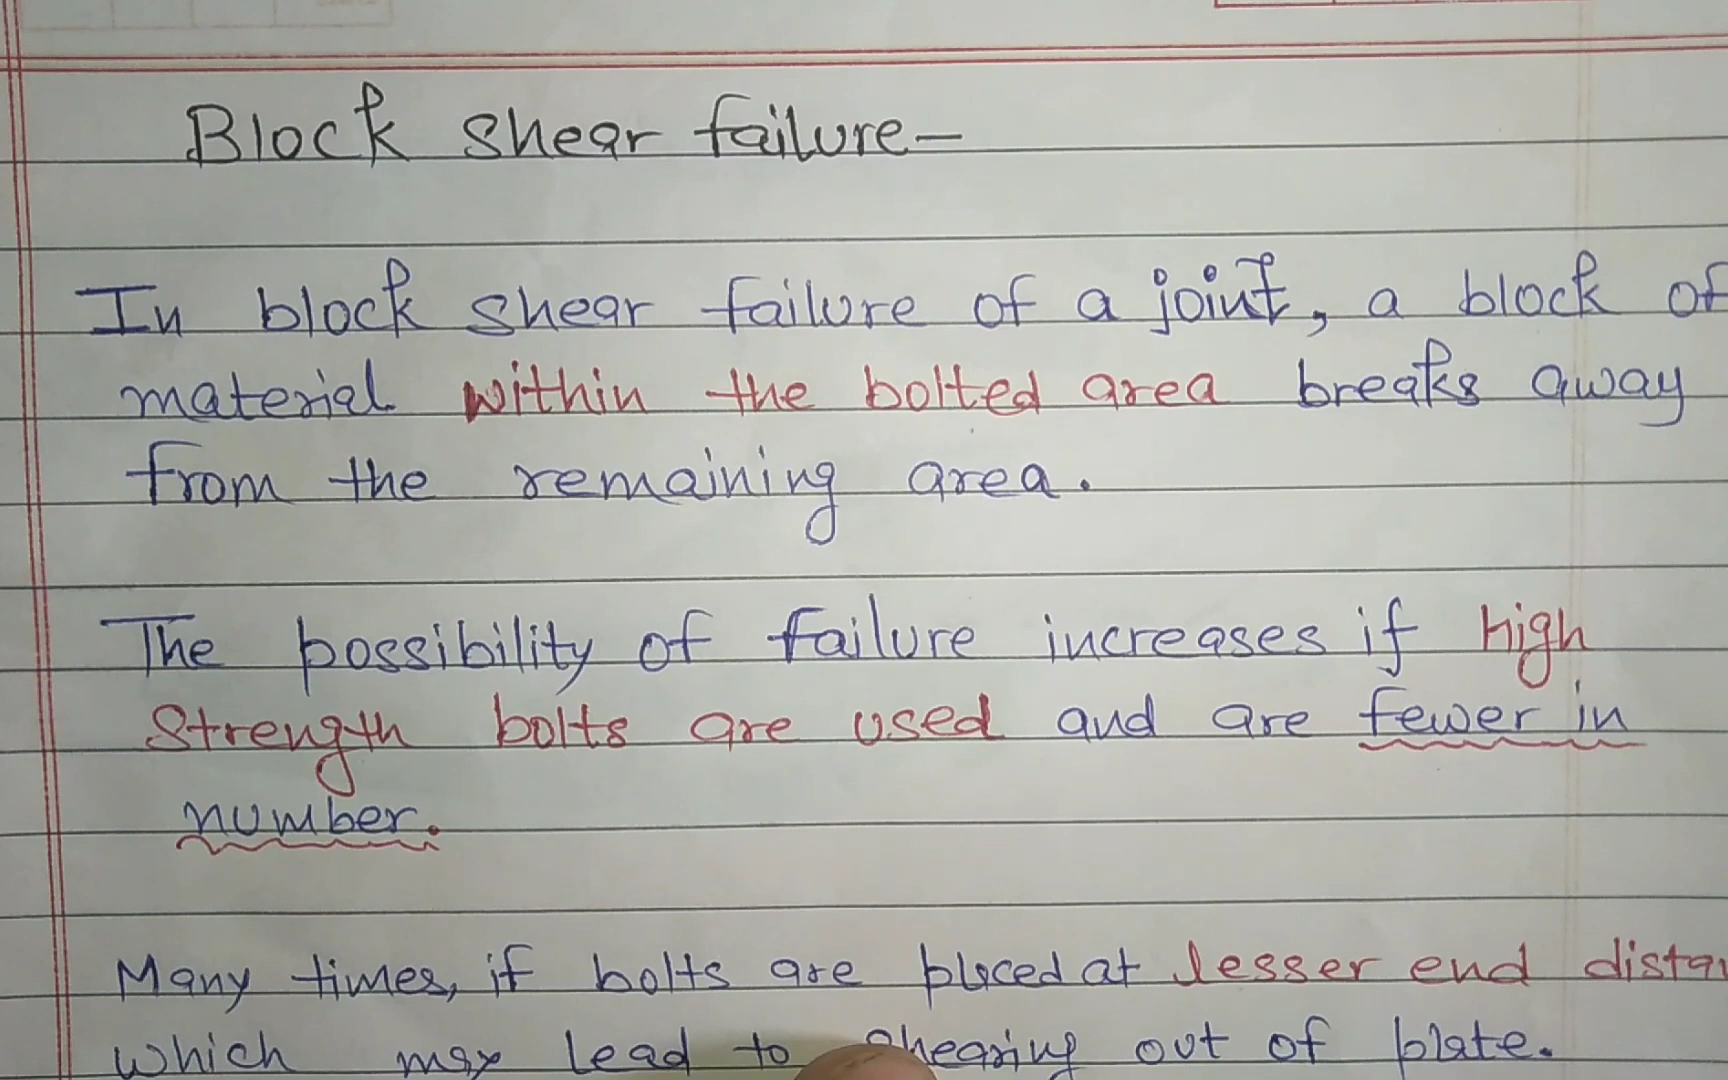 Block shear failure-
In block shear failure of a joint, a block of
material within the bolted area breaks away
from the remaining area.
The possibility of failure increases if high
strength bolts are used and are fewer in
number.
Many times, if bolts are placed at lesser end
which may lead to shearing out of plate.